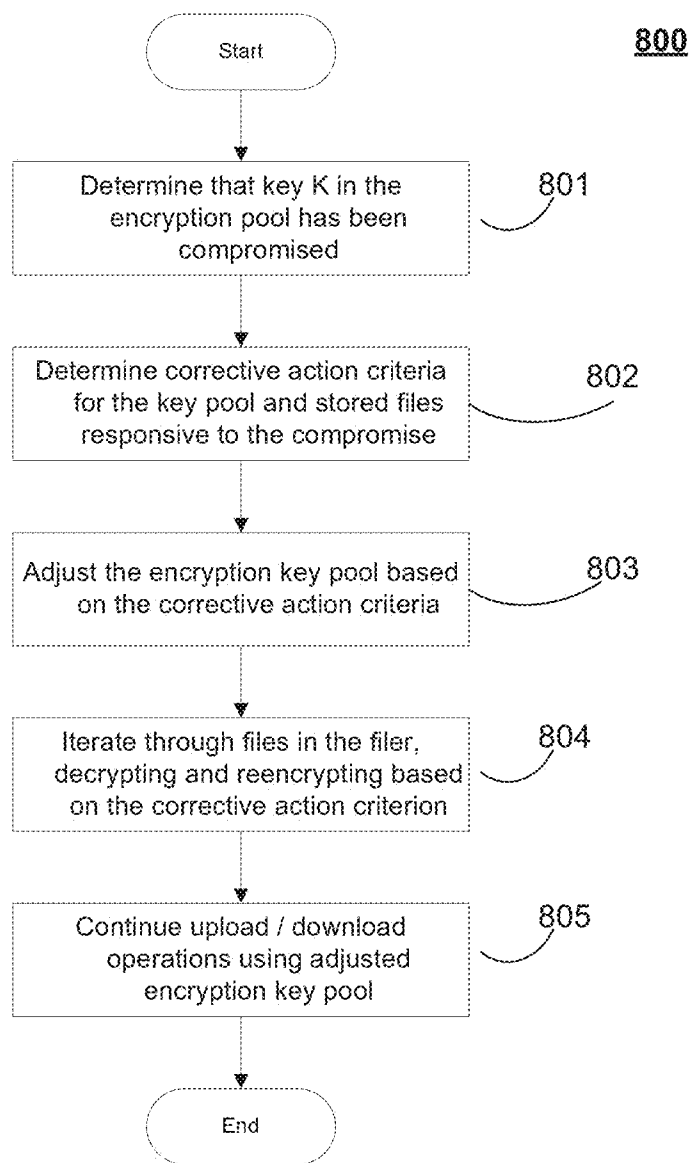 Start
800
Determine that key K in the
encryption pool has been
compromised
801
Determine corrective action criteria
for the key pool and stored files
responsive to the compromise
802
Adjust the encryption key pool based
on the corrective action criteria
803
Iterate through files in the filer,
decrypting and reencrypting based
on the corrective action criterion
804
Continue upload / download
operations using adjusted
encryption key pool
805
End